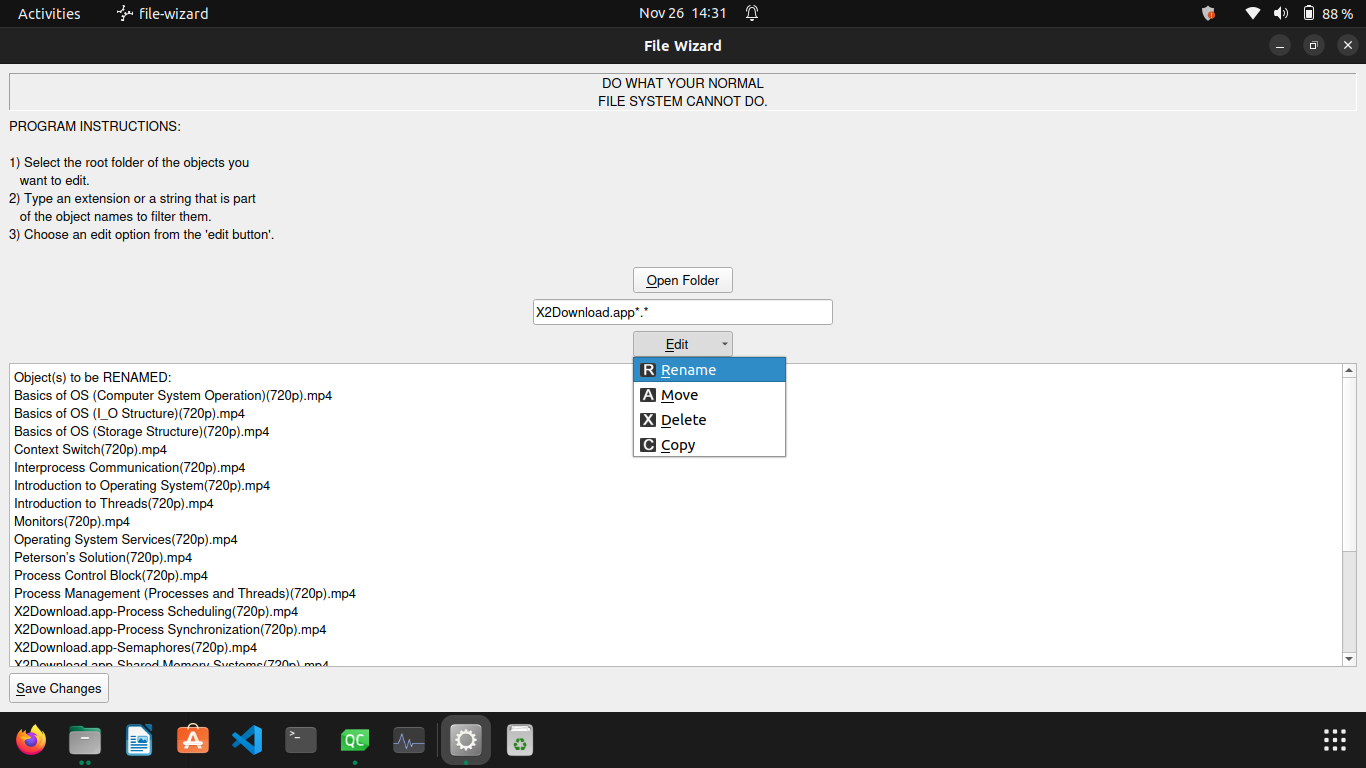 Activities
file-wizard
Nov 26 14:31
88 %
File Wizard
DO WHAT YOUR NORMAL
FILE SYSTEM CANNOT DO.
PROGRAM INSTRUCTIONS:
1) Select the root folder of the objects you
want to edit.
2) Type an extension or a string that is part
of the object names to filter them.
3) Choose an edit option from the 'edit button'.
Open Folder
X2Download.app*.*
Edit
R Rename
A Move
X Delete
C Copy
Object(s) to be RENAMED:
Basics of OS (Computer System Operation)(720p).mp4
Basics of OS (I_O Structure)(720p).mp4
Basics of OS (Storage Structure)(720p).mp4
Context Switch(720p).mp4
Interprocess Communication(720p).mp4
Introduction to Operating System(720p).mp4
Introduction to Threads(720p).mp4
Monitors(720p).mp4
Operating System Services(720p).mp4
Peterson's Solution(720p).mp4
Process Control Block(720p).mp4
Process Management (Processes and Threads)(720p).mp4
X2Download.app-Process Scheduling(720p).mp4
X2Download.app-Process Synchronization(720p).mp4
X2Download.app-Semaphores(720p).mp4
X2Download.app-Shared Memory Systems(720p).mp4
Save Changes
QC